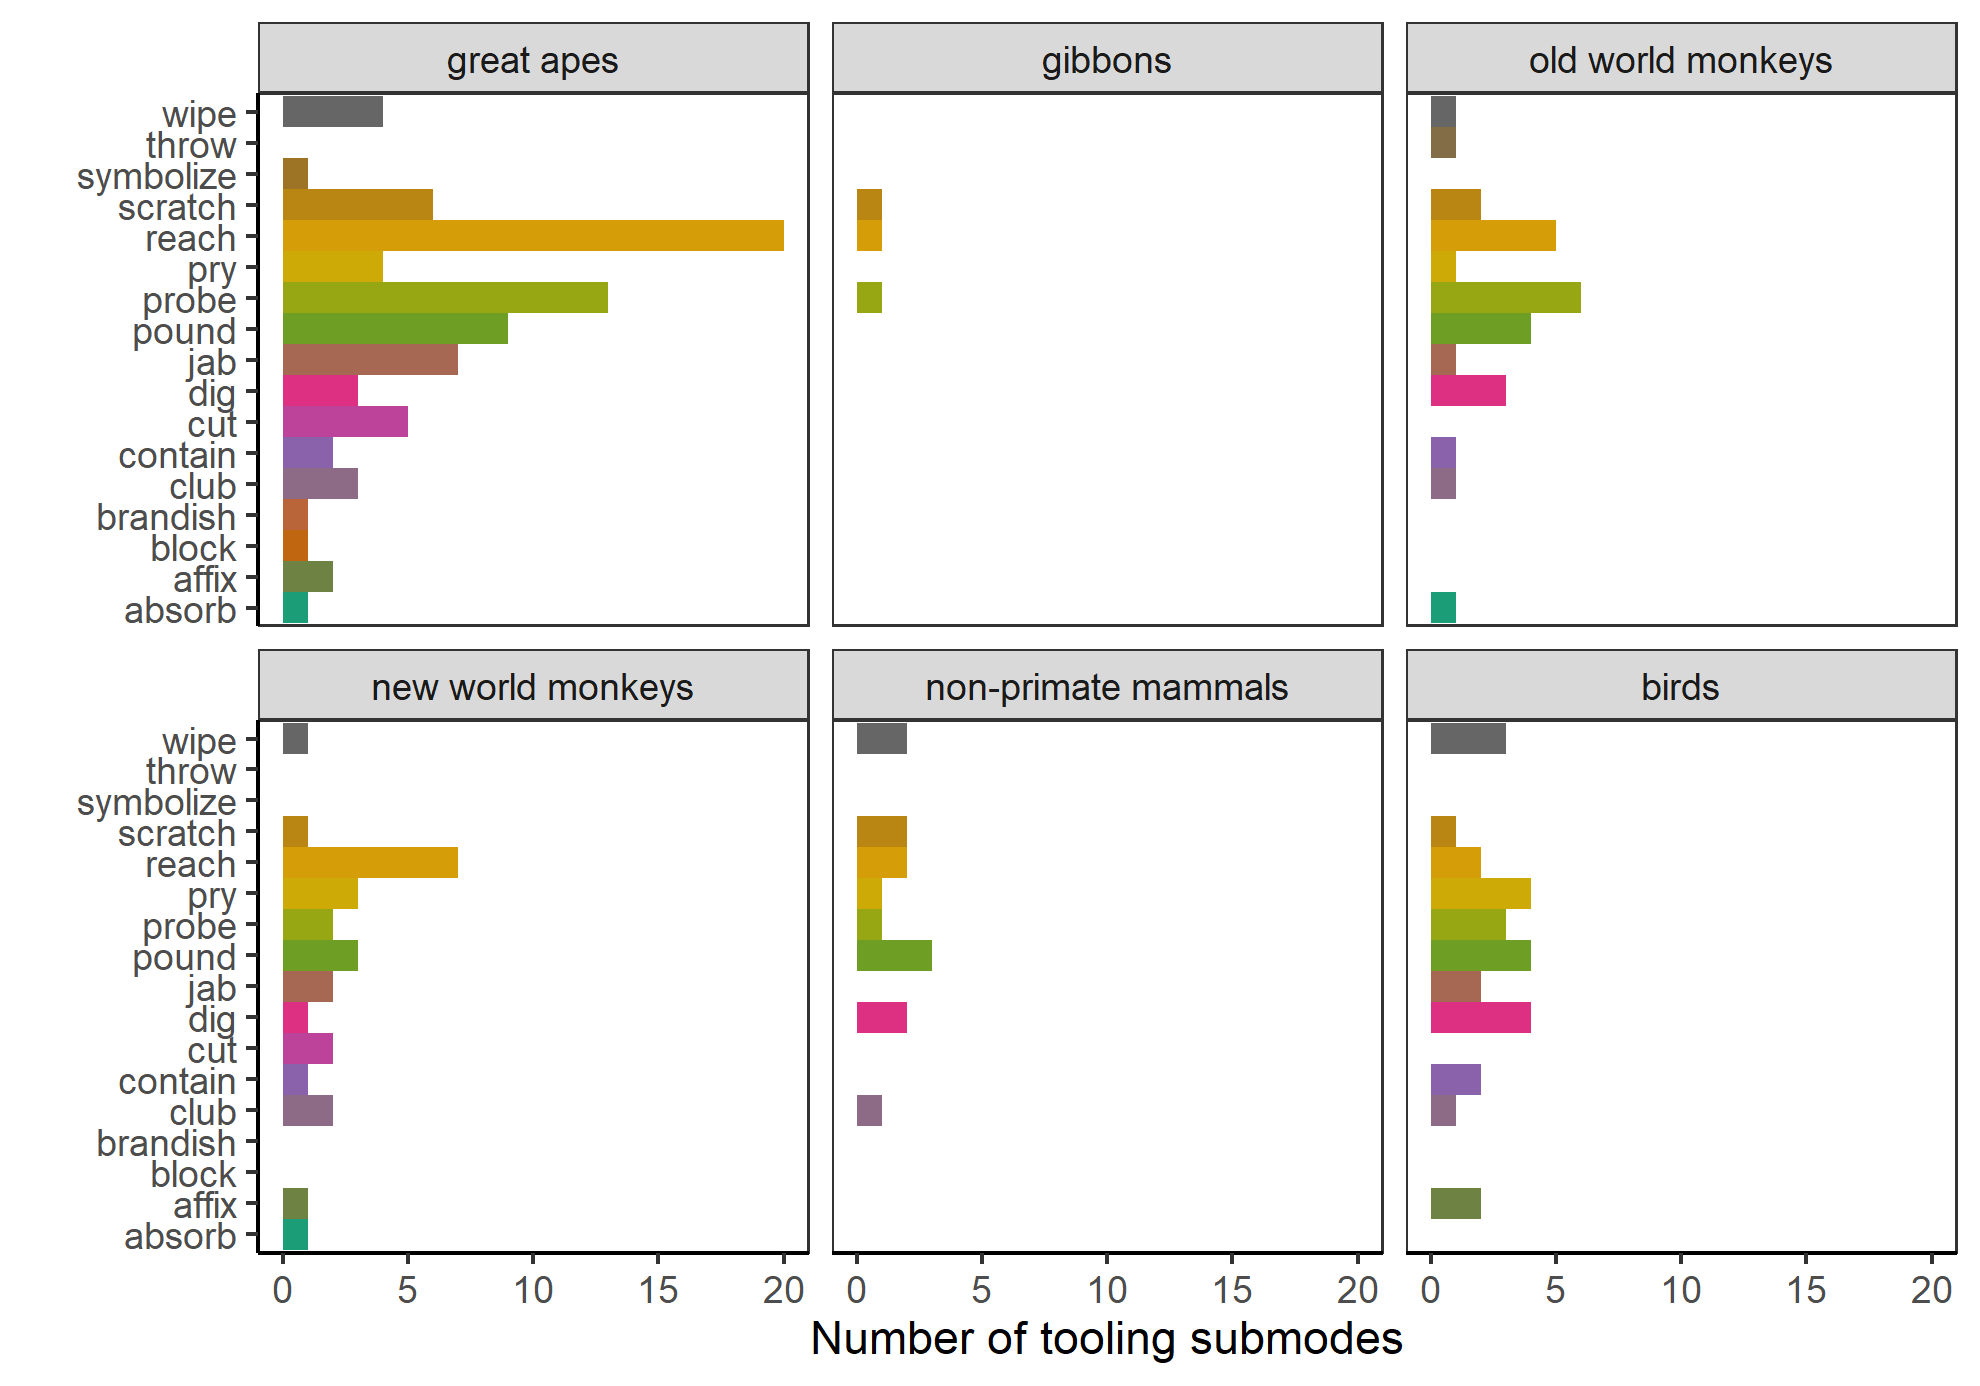 great apes
gibbons
old world monkeys
wipe
throw
symbolize
scratch
reach
pry
probe
pound
jab
dig
cut
contain
club
brandish
block
affix
absorb
new world monkeys
non-primate mammals
birds
wipe
throw
symbolize
scratch
reach
pry
probe
pound
jab
dig
cut
contain
club
brandish
block
affix
absorb
0 5 10 15 20
0 5 10 15 20
0 5 10 15 20
Number of tooling submodes